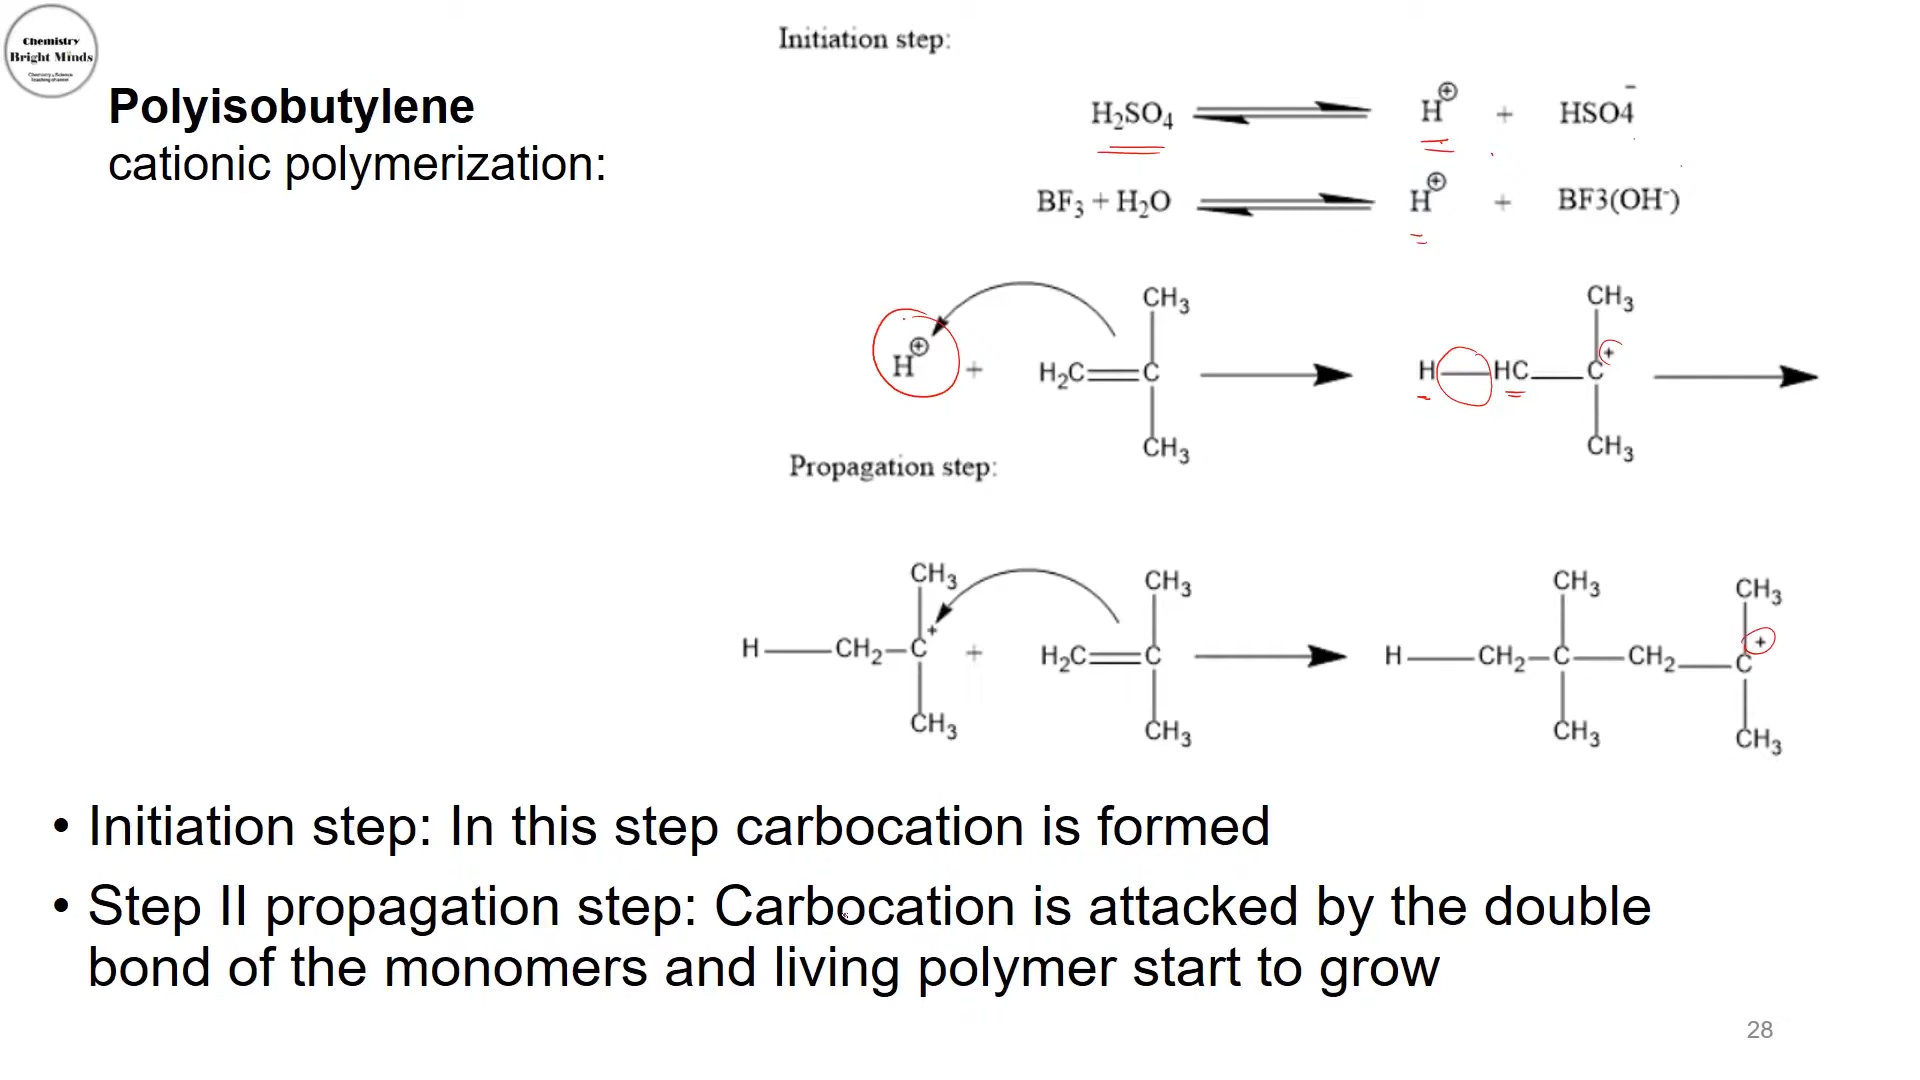 Chemistry
Bright Minds
Chemistry & Science
Initiation step:
Polyisobutylene
cationic polymerization:
H₂SO₄ ⇌ H⊕ + HSO4⁻
BF₃ + H₂O ⇌ H⊕ + BF3(OH⁻)
CH₃ CH₃
H⊕ + H₂C=C → H—HC—C⁺ →
CH₃ CH₃
Propagation step:
CH₃ CH₃ CH₃ CH₃
H—CH₂–C⁺ + H₂C=C → H—CH₂–C—CH₂—C⁺
CH₃ CH₃ CH₃ CH₃
• Initiation step: In this step carbocation is formed
• Step II propagation step: Carbocation is attacked by the double
bond of the monomers and living polymer start to grow
28